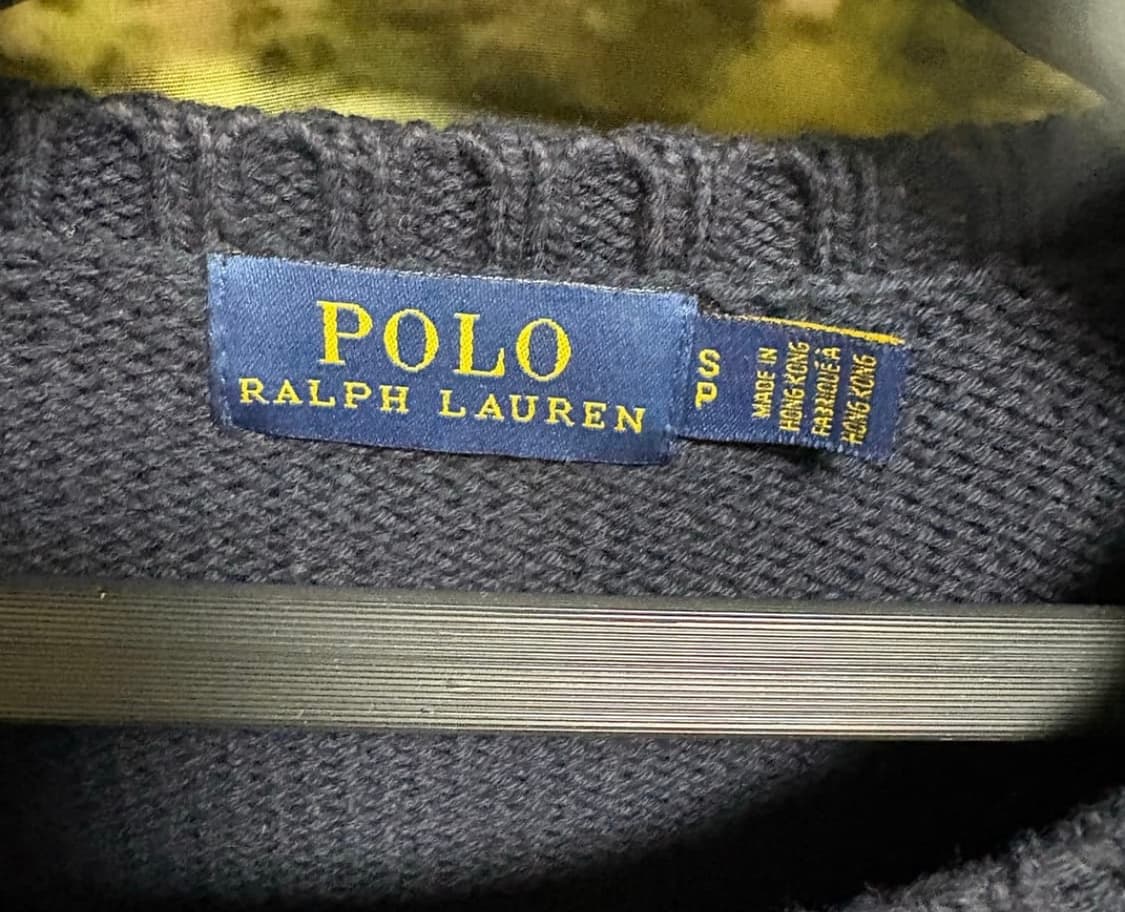 POLO
RALPH LAUREN
S
P
MADE IN
HONG KONG
FABRIQUÉ À
HONG KONG